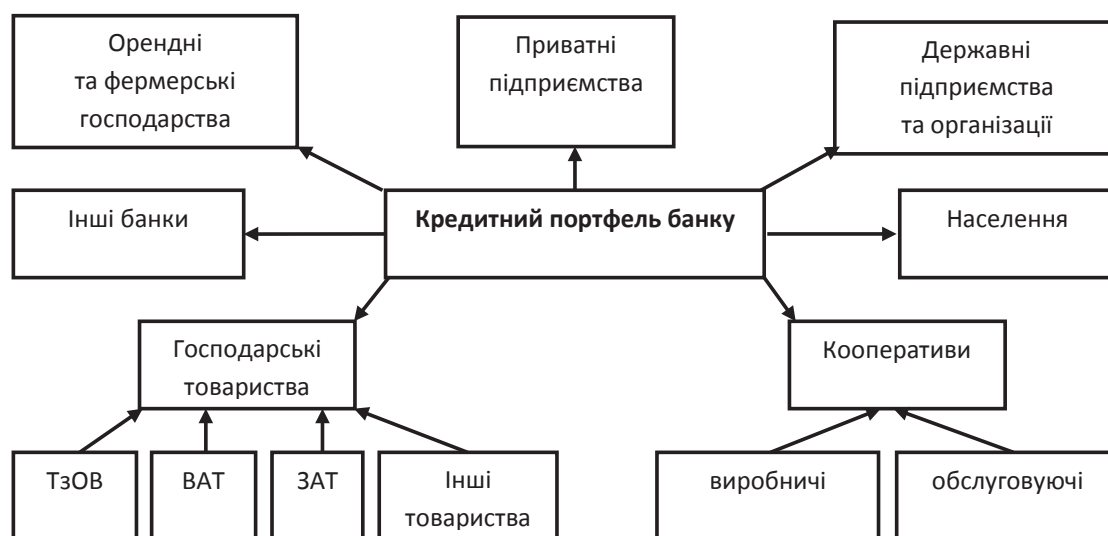 Орендні
та фермерські
господарства
Приватні
підприємства
Державні
підприємства
та організації
Інші банки
Кредитний портфель банку
Населення
Господарські
товариства
Кооперативи
ТзОВ
ВАТ
ЗАТ
Інші
товариства
виробничі
обслуговуючі